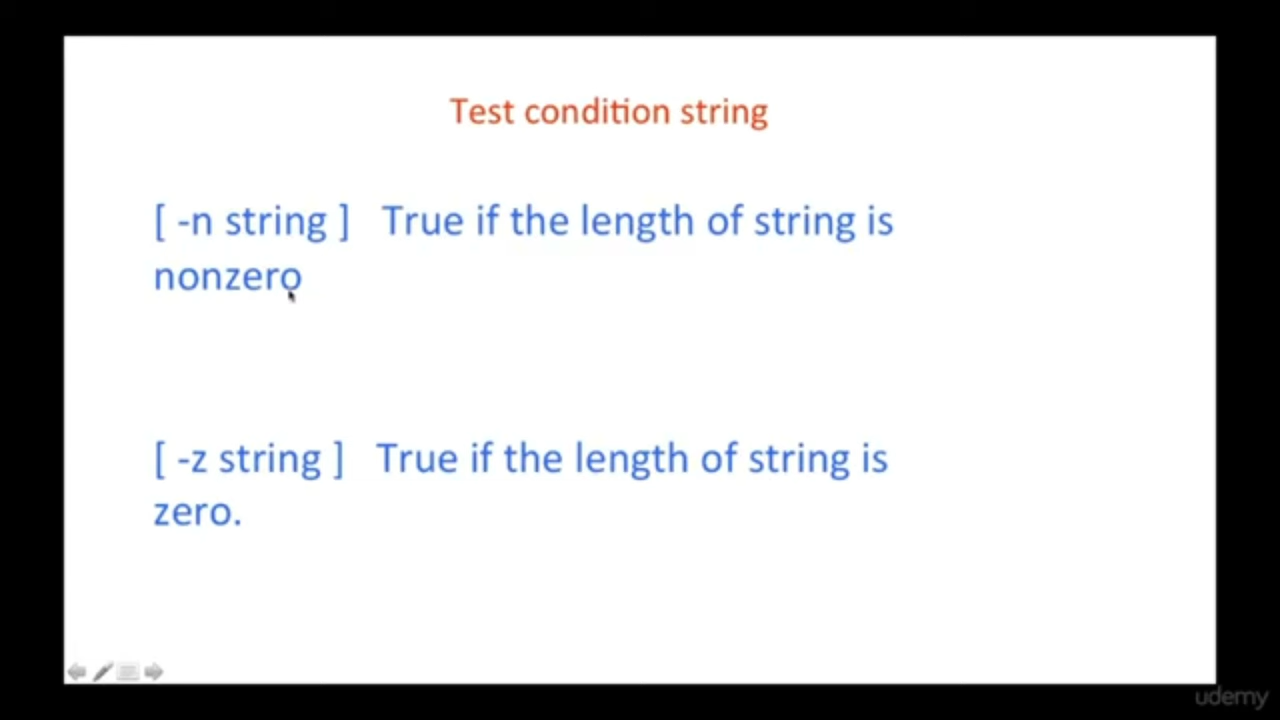 Test condition string
[ -n string ] True if the length of string is
nonzero
[ -z string ] True if the length of string is
zero.
udemy